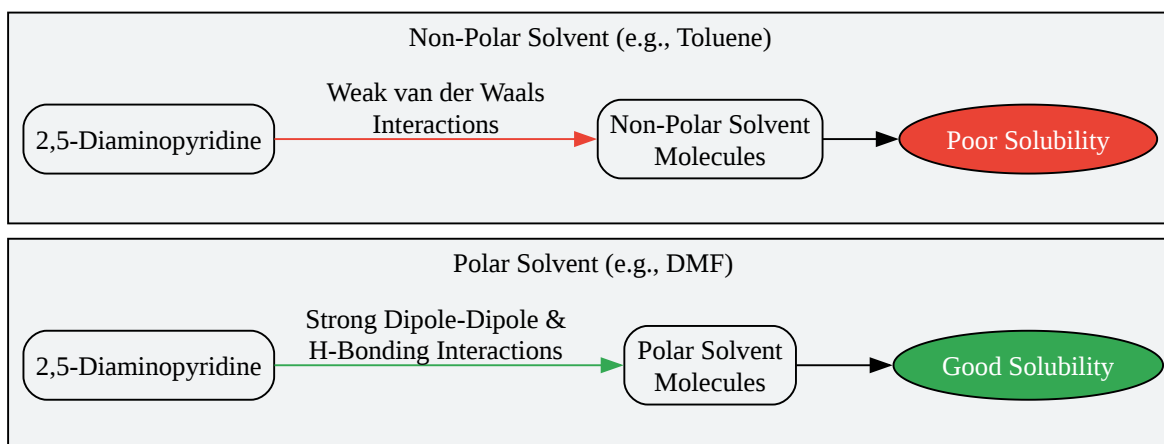 Non-Polar Solvent (e.g., Toluene)
Weak van der Waals
Interactions
2,5-Diaminopyridine
Non-Polar Solvent
Molecules
Poor Solubility
Polar Solvent (e.g., DMF)
Strong Dipole-Dipole &
H-Bonding Interactions
2,5-Diaminopyridine
Polar Solvent
Molecules
Good Solubility